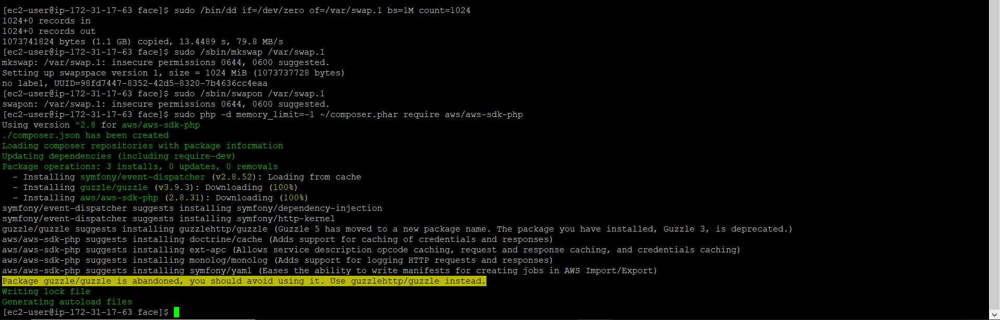 [ec2-user@ip-172-31-17-63 face]$ sudo /bin/dd if=/dev/zero of=/var/swap.1 bs=1M count=1024
1024+0 records in
1024+0 records out
1073741824 bytes (1.1 GB) copied, 13.4489 s, 79.8 MB/s
[ec2-user@ip-172-31-17-63 face]$ sudo /sbin/mkswap /var/swap.1
mkswap: /var/swap.1: insecure permissions 0644, 0600 suggested.
Setting up swapspace version 1, size = 1024 MiB (1073737728 bytes)
no label, UUID=98fd7447-8352-42d5-8320-7b4636cc4eaa
[ec2-user@ip-172-31-17-63 face]$ sudo /sbin/swapon /var/swap.1
swapon: /var/swap.1: insecure permissions 0644, 0600 suggested.
[ec2-user@ip-172-31-17-63 face]$ sudo php -d memory_limit=-1 ~/composer.phar require aws/aws-sdk-php
Using version ^2.8 for aws/aws-sdk-php
./composer.json has been created
Loading composer repositories with package information
Updating dependencies (including require-dev)
Package operations: 3 installs, 0 updates, 0 removals
  - Installing symfony/event-dispatcher (v2.8.52): Loading from cache
  - Installing guzzle/guzzle (v3.9.3): Downloading (100%)
  - Installing aws/aws-sdk-php (2.8.31): Downloading (100%)
symfony/event-dispatcher suggests installing symfony/dependency-injection
symfony/event-dispatcher suggests installing symfony/http-kernel
guzzle/guzzle suggests installing guzzlehttp/guzzle (Guzzle 5 has moved to a new package name. The package you have installed, Guzzle 3, is deprecated.)
aws/aws-sdk-php suggests installing doctrine/cache (Adds support for caching of credentials and responses)
aws/aws-sdk-php suggests installing ext-apc (Allows service description opcode caching, request and response caching, and credentials caching)
aws/aws-sdk-php suggests installing monolog/monolog (Adds support for logging HTTP requests and responses)
aws/aws-sdk-php suggests installing symfony/yaml (Eases the ability to write manifests for creating jobs in AWS Import/Export)
Package guzzle/guzzle is abandoned, you should avoid using it. Use guzzlehttp/guzzle instead.
Writing lock file
Generating autoload files
[ec2-user@ip-172-31-17-63 face]$